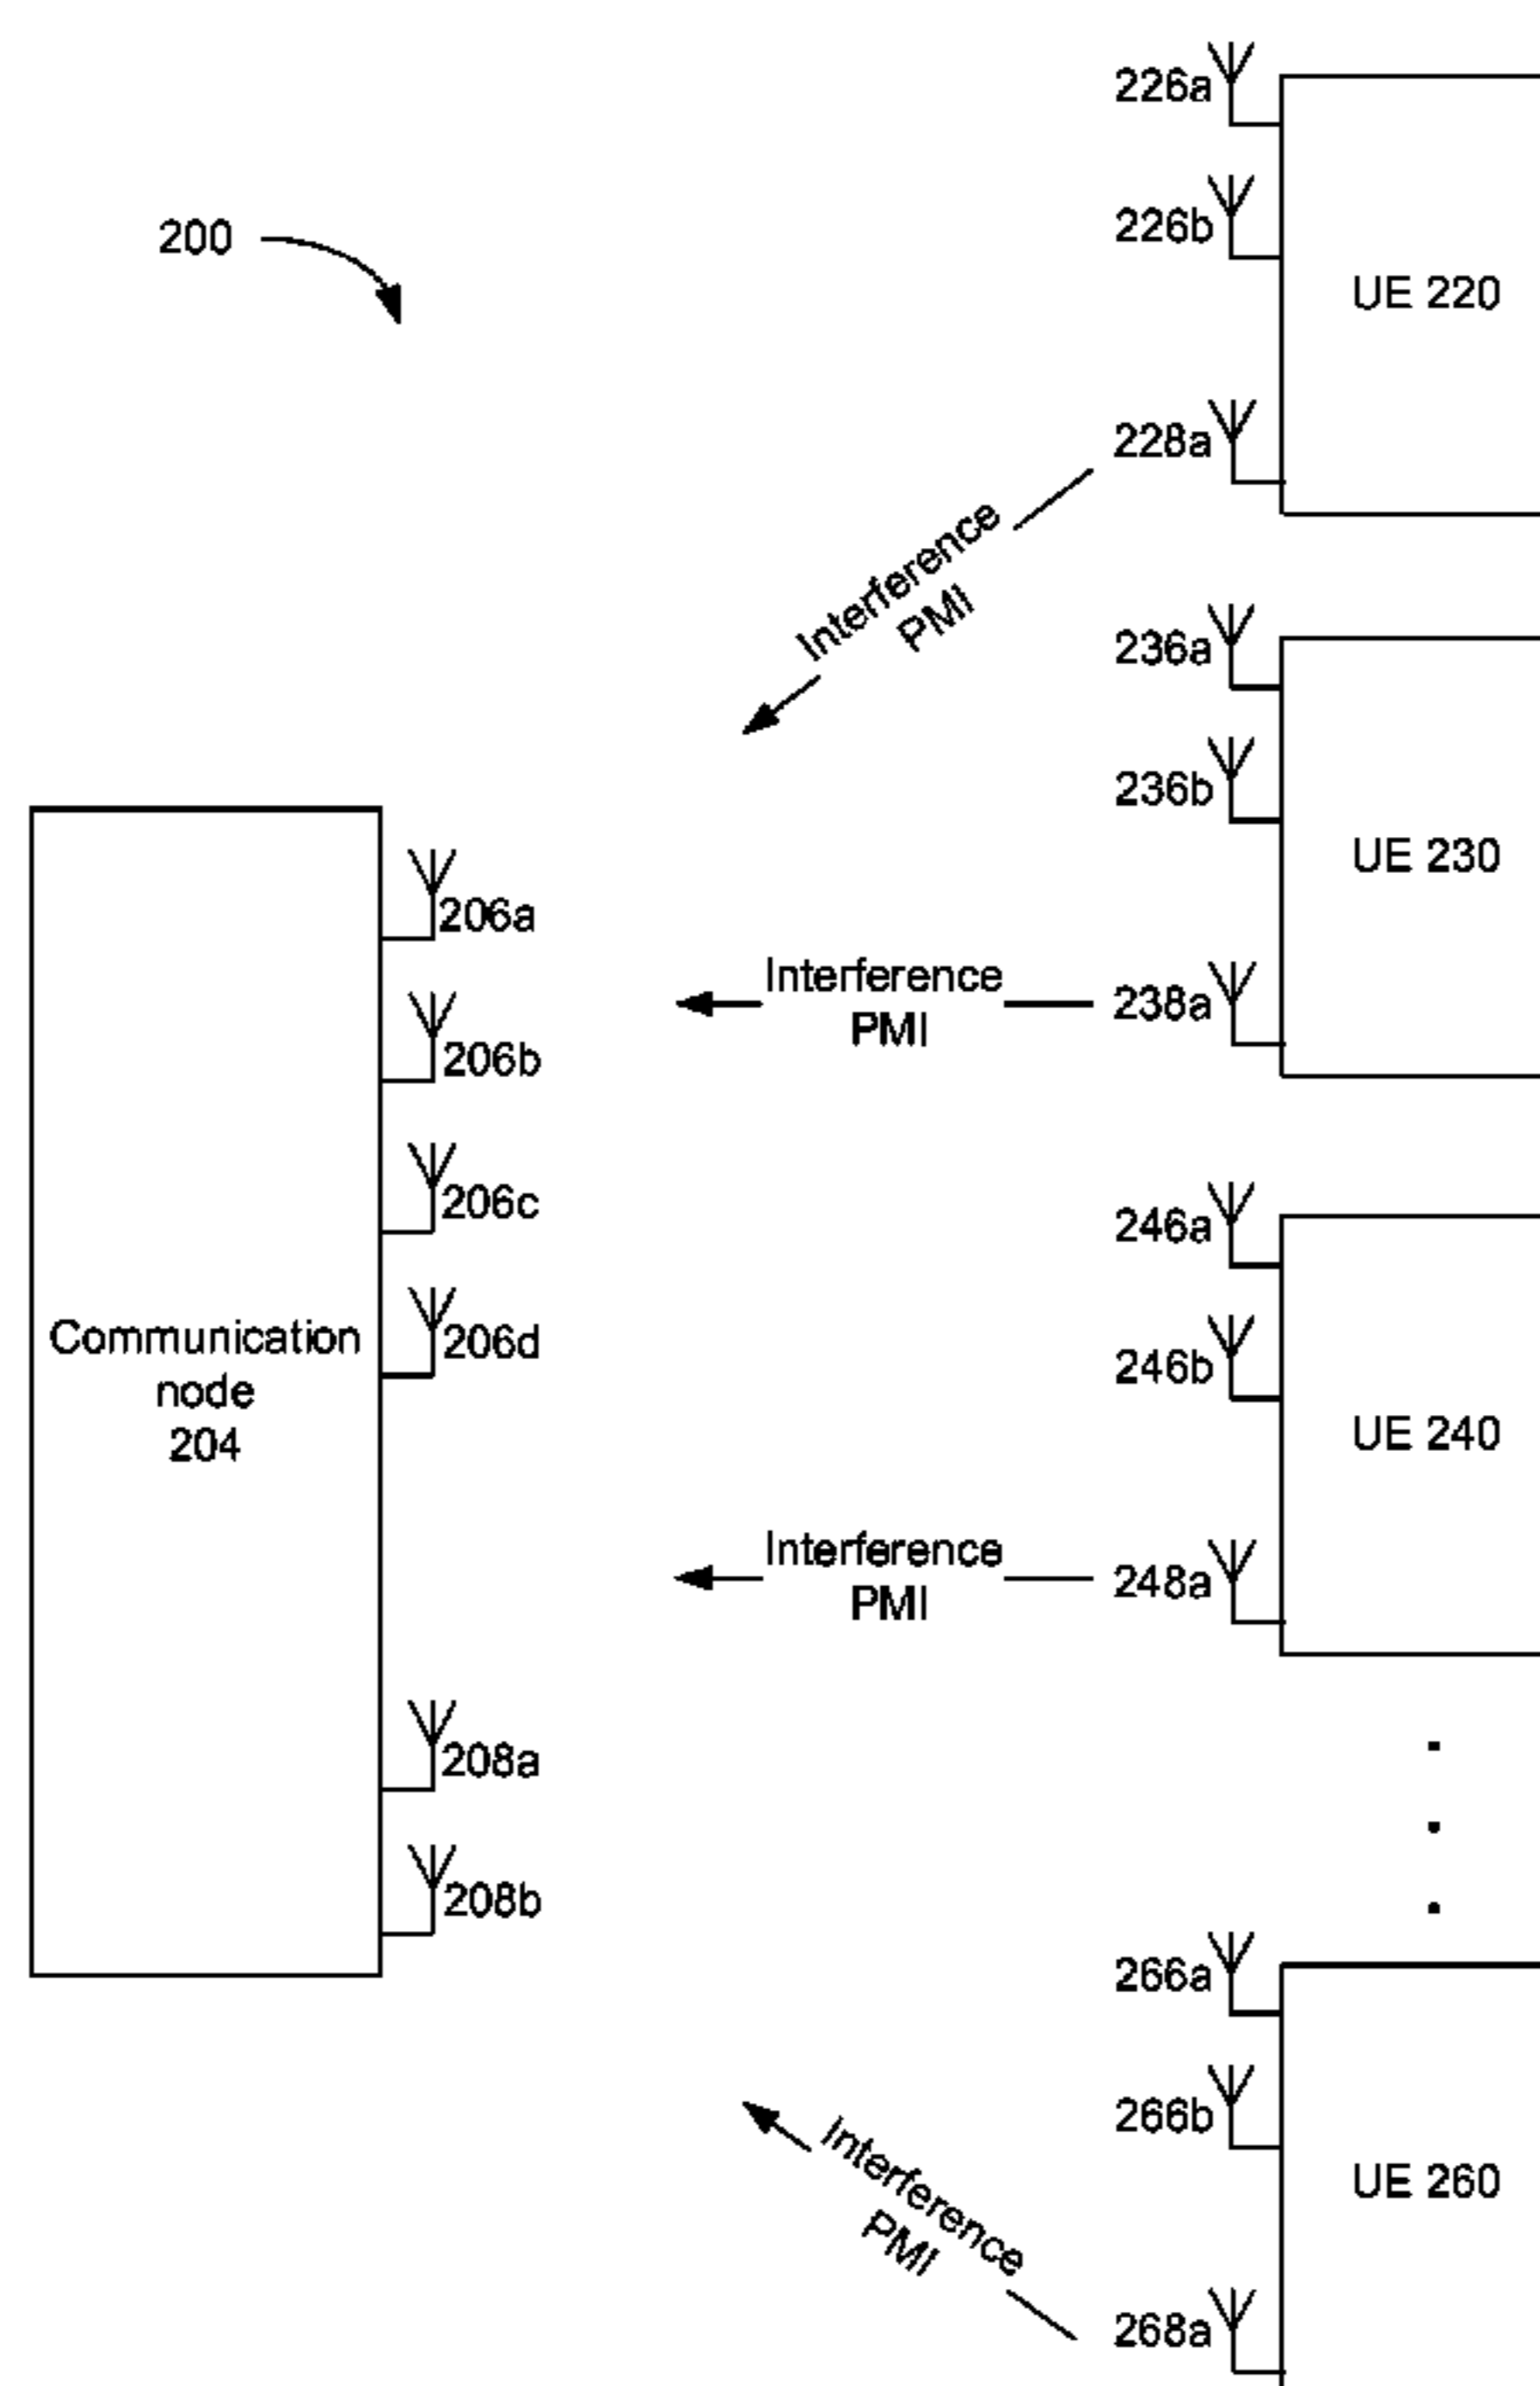 200
226a
226b
UE 220
228a
Interference
PMI
236a
236b
UE 230
238a
Interference
PMI
Communication
node
204
206a
206b
206c
206d
208a
208b
246a
246b
UE 240
248a
Interference
PMI
266a
266b
UE 260
268a
Interference
PMI